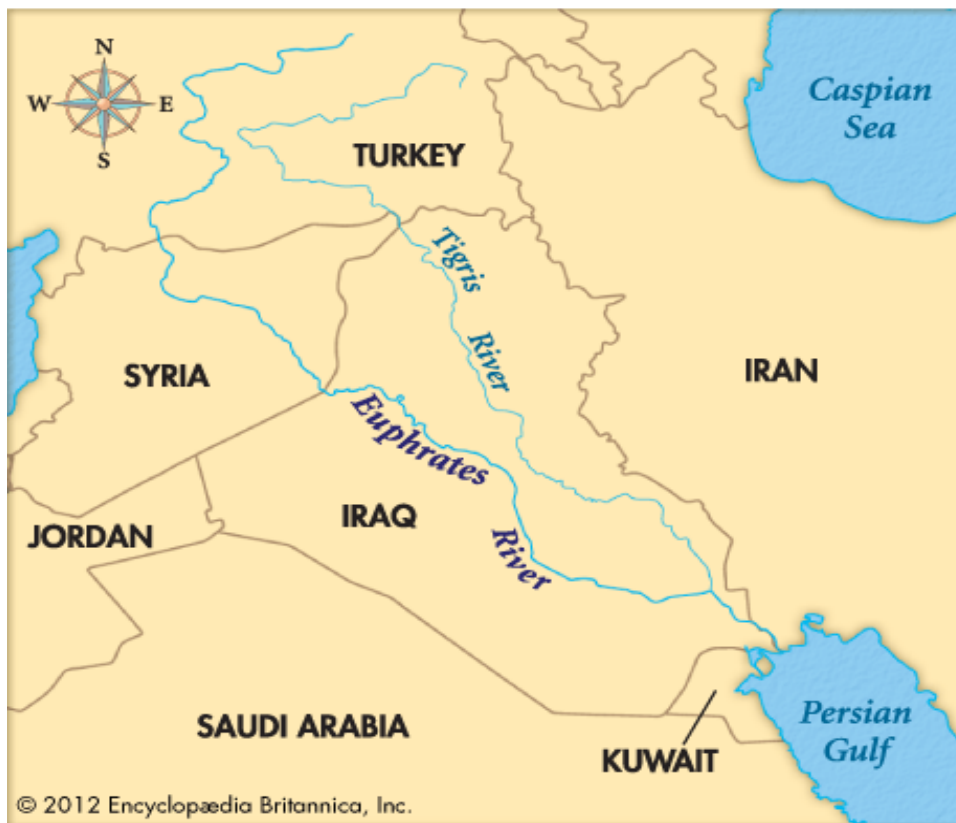 N
W
E
S
Caspian
Sea
TURKEY
Tigris
River
SYRIA
IRAN
Euphrates
River
IRAQ
JORDAN
SAUDI ARABIA
KUWAIT
Persian
Gulf
© 2012 Encyclopædia Britannica, Inc.